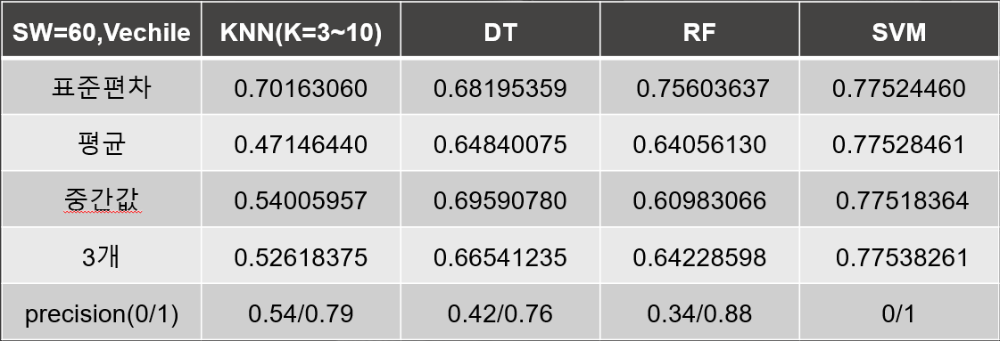 SW=60,Vechile KNN(K=3~10) DT RF SVM
표준편차 0.70163060 0.68195359 0.75603637 0.77524460
평균 0.47146440 0.64840075 0.64056130 0.77528461
중간값 0.54005957 0.69590780 0.60983066 0.77518364
3개 0.52618375 0.66541235 0.64228598 0.77538261
precision(0/1) 0.54/0.79 0.42/0.76 0.34/0.88 0/1